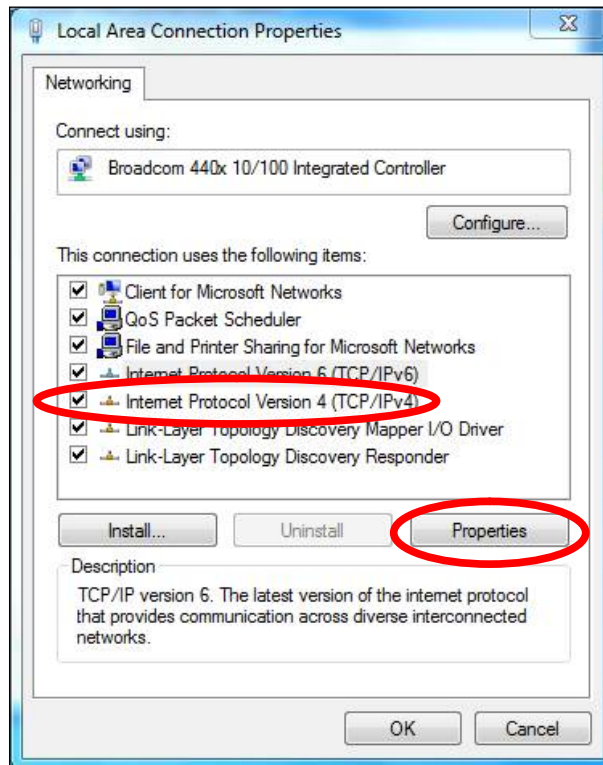 Local Area Connection Properties
Networking
Connect using:
Broadcom 440x 10/100 Integrated Controller
Configure...
This connection uses the following items:
Client for Microsoft Networks
QoS Packet Scheduler
File and Printer Sharing for Microsoft Networks
Internet Protocol Version 6 (TCP/IPv6)
Internet Protocol Version 4 (TCP/IPv4)
Link-Layer Topology Discovery Mapper I/O Driver
Link-Layer Topology Discovery Responder
Install...
Uninstall
Properties
Description
TCP/IP version 6. The latest version of the internet protocol
that provides communication across diverse interconnected
networks.
OK
Cancel